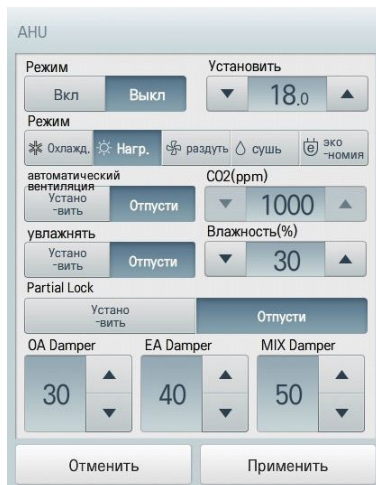 AHU
Режим Установить
Вкл Выкл 18.0
Режим
Охлажд. Нагр. раздуть сушь эко
-номия
автоматический CO2(ppm)
вентиляция
Устано
-вить Отпусти 1000
увлажнять Влажность(%)
Устано
-вить Отпусти 30
Partial Lock
Устано
-вить Отпусти
OA Damper EA Damper MIX Damper
30 40 50
Отменить Применить